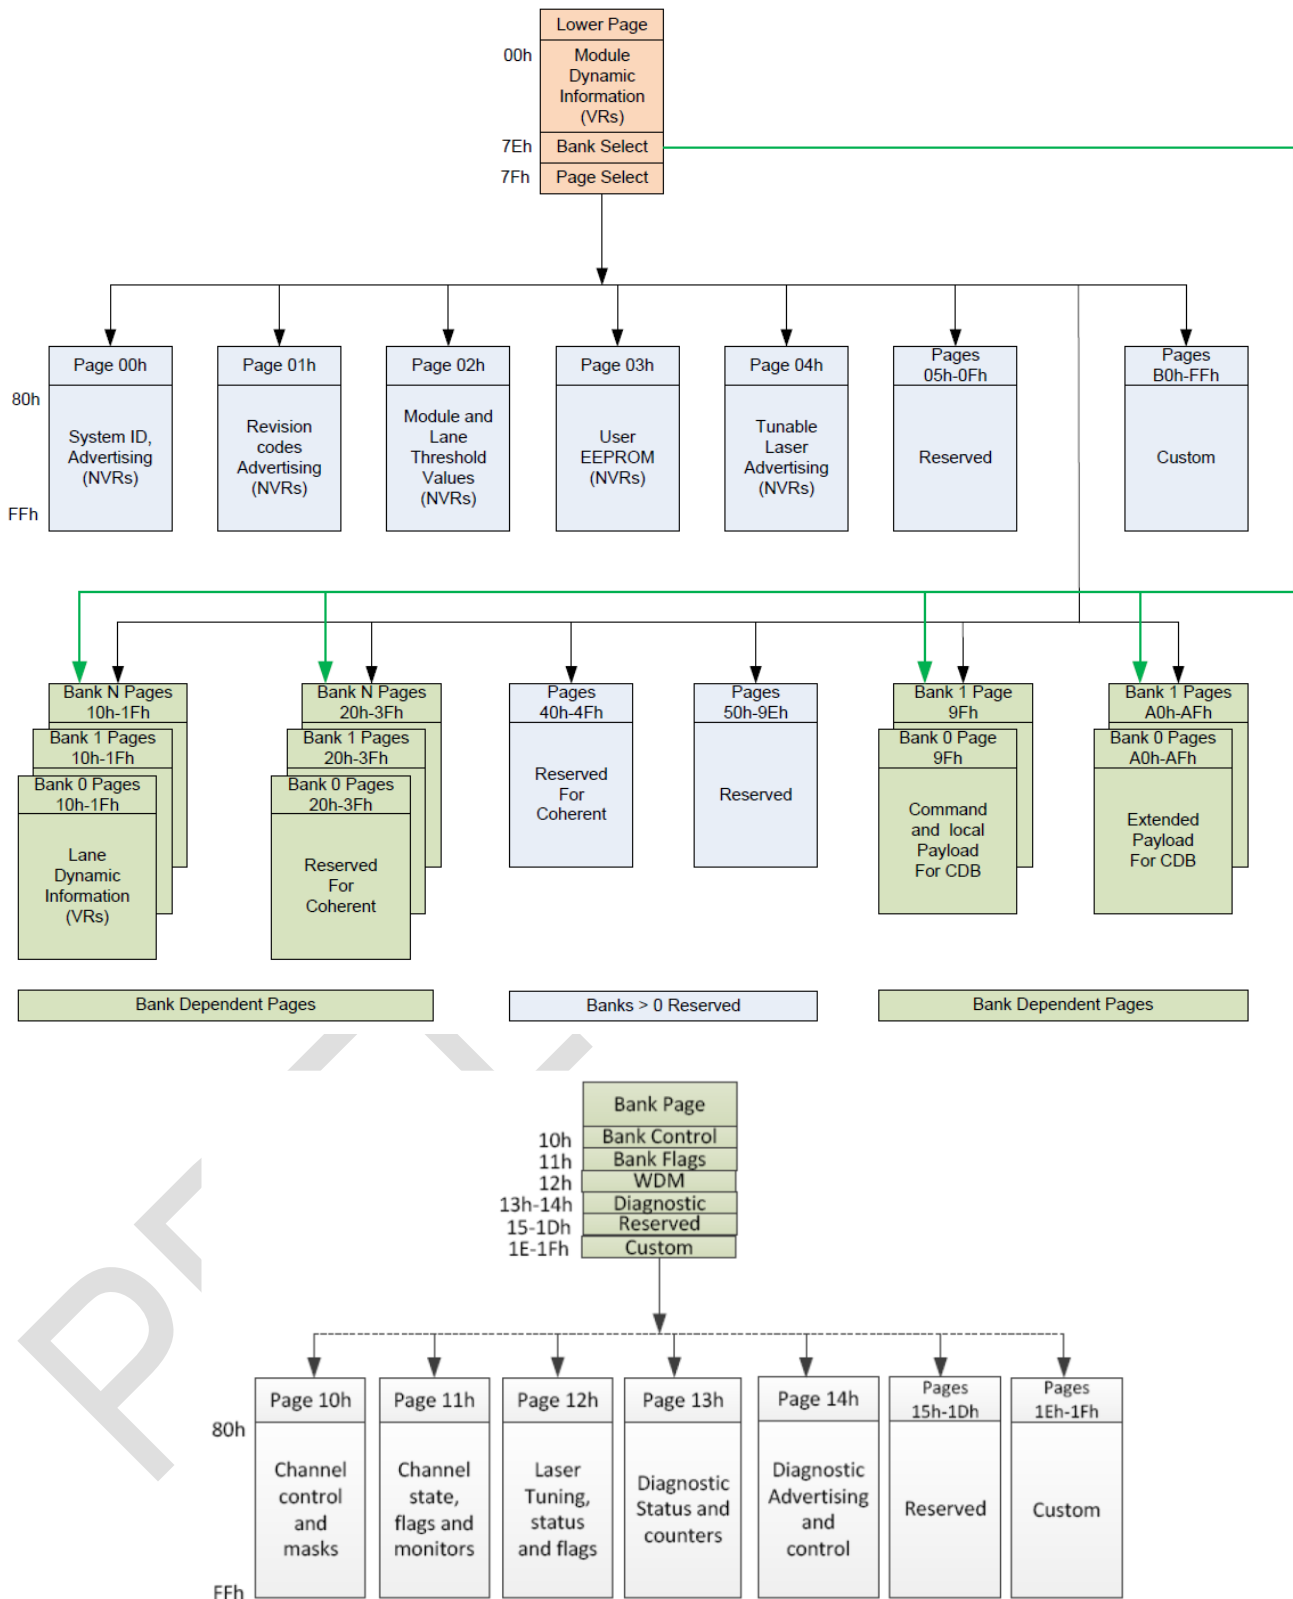 Lower Page
00h
Module
Dynamic
Information
(VRs)
7Eh
Bank Select
7Fh
Page Select
Page 00h
Page 01h
Page 02h
Page 03h
Page 04h
Pages
05h-0Fh
Pages
B0h-FFh
80h
System ID,
Advertising
(NVRs)
Revision
codes
Advertising
(NVRs)
Module and
Lane
Threshold
Values
(NVRs)
User
EEPROM
(NVRs)
Tunable
Laser
Advertising
(NVRs)
Reserved
Custom
FFh
Bank N Pages
10h-1Fh
Bank 1 Pages
10h-1Fh
Bank 0 Pages
10h-1Fh
Lane
Dynamic
Information
(VRs)
Bank N Pages
20h-3Fh
Bank 1 Pages
20h-3Fh
Bank 0 Pages
20h-3Fh
Reserved
For
Coherent
Pages
40h-4Fh
Reserved
For
Coherent
Pages
50h-9Eh
Reserved
Bank 1 Page
9Fh
Bank 0 Page
9Fh
Command
and local
Payload
For CDB
Bank 1 Pages
A0h-AFh
Bank 0 Pages
A0h-AFh
Extended
Payload
For CDB
Bank Dependent Pages
Banks > 0 Reserved
Bank Dependent Pages
Bank Page
10h
Bank Control
11h
Bank Flags
12h
WDM
13h-14h
Diagnostic
15-1Dh
Reserved
1E-1Fh
Custom
Page 10h
Page 11h
Page 12h
Page 13h
Page 14h
Pages
15h-1Dh
Pages
1Eh-1Fh
80h
Channel
control
and
masks
Channel
state,
flags and
monitors
Laser
Tuning,
status
and flags
Diagnostic
Status and
counters
Diagnostic
Advertising
and
control
Reserved
Custom
FFh